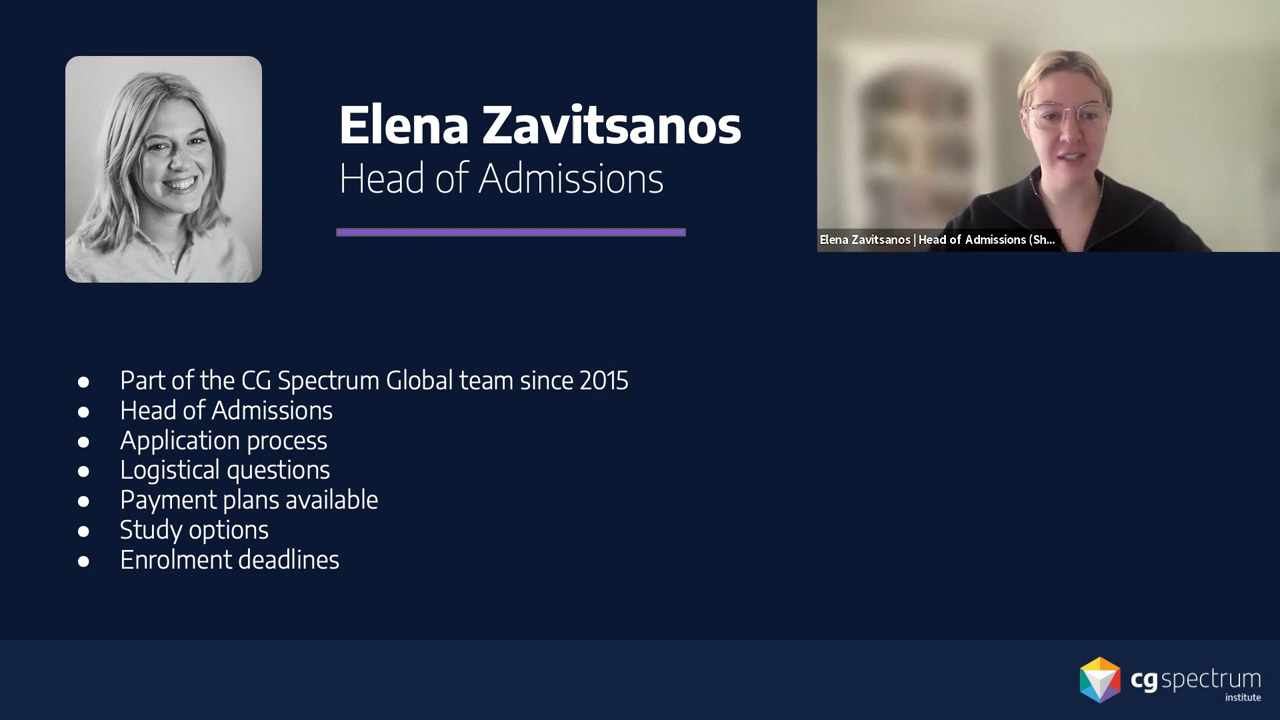 Elena Zavitsanos
Head of Admissions
Elena Zavitsanos | Head of Admissions (Sh...
● Part of the CG Spectrum Global team since 2015
● Head of Admissions
● Application process
● Logistical questions
● Payment plans available
● Study options
● Enrolment deadlines
cg spectrum
institute